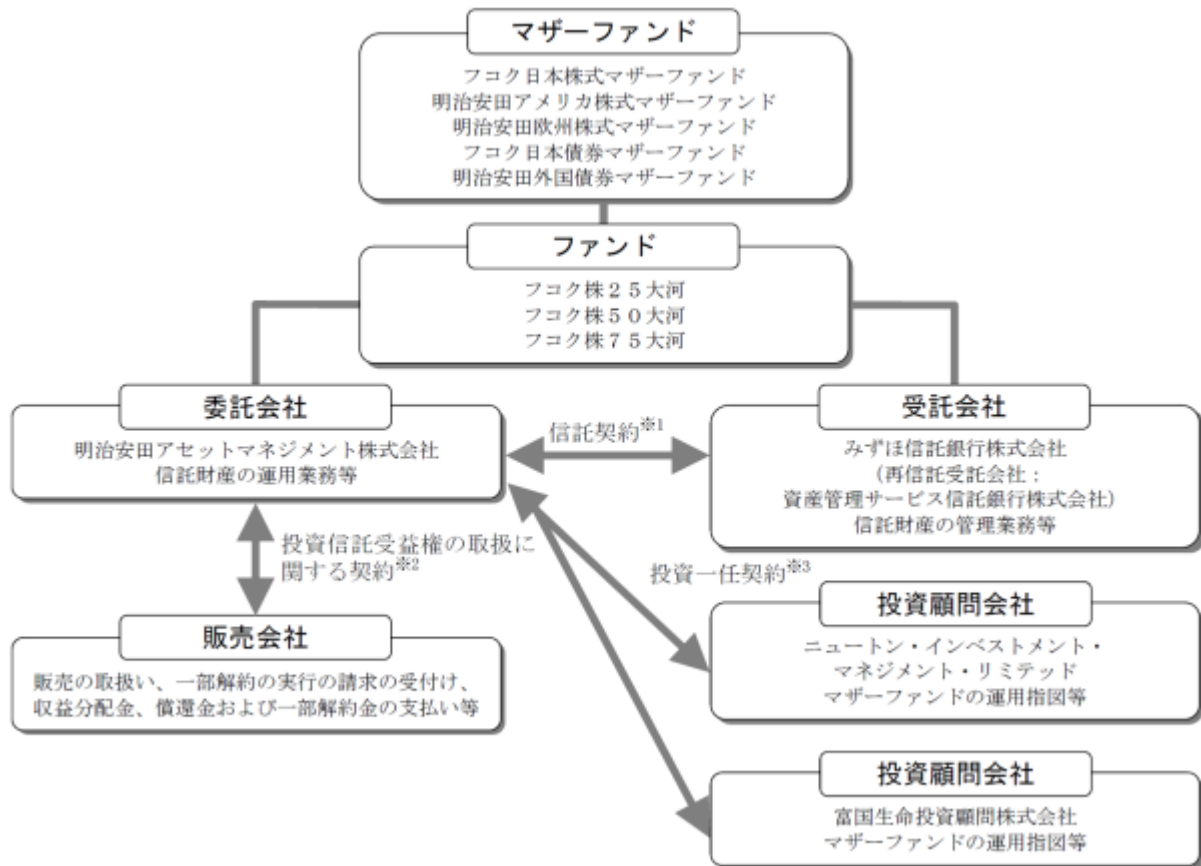 マザーファンド
フコク日本株式マザーファンド
明治安田アメリカ株式マザーファンド
明治安田欧州株式マザーファンド
フコク日本債券マザーファンド
明治安田外国債券マザーファンド
ファンド
フコク株２５大河
フコク株５０大河
フコク株７５大河
委託会社
明治安田アセットマネジメント株式会社
信託財産の運用業務等
信託契約※1
受託会社
みずほ信託銀行株式会社
（再信託受託会社：
資産管理サービス信託銀行株式会社）
信託財産の管理業務等
投資信託受益権の取扱に
関する契約※2
投資一任契約※3
販売会社
販売の取扱い、一部解約の実行の請求の受付け、
収益分配金、償還金および一部解約金の支払い等
投資顧問会社
ニュートン・インベストメント・
マネジメント・リミテッド
マザーファンドの運用指図等
投資顧問会社
富国生命投資顧問株式会社
マザーファンドの運用指図等